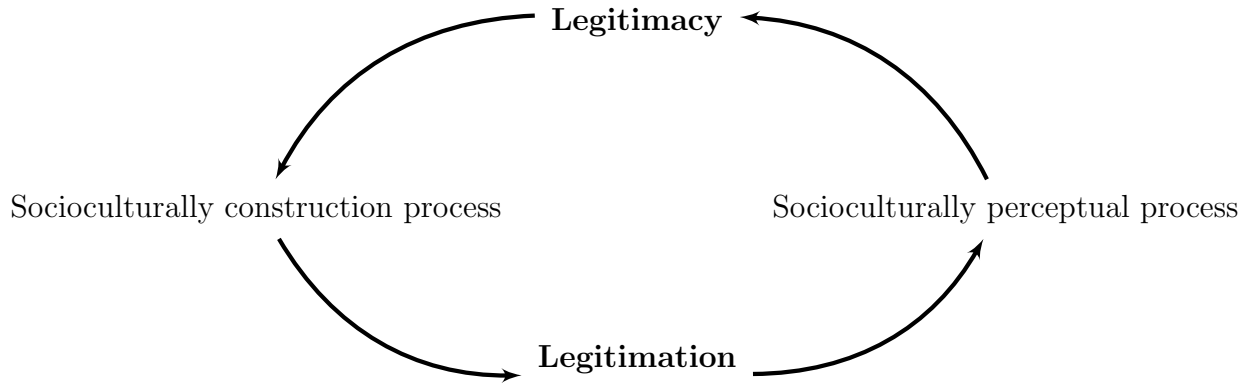 Legitimacy
Socioculturally construction process
Socioculturally perceptual process
Legitimation